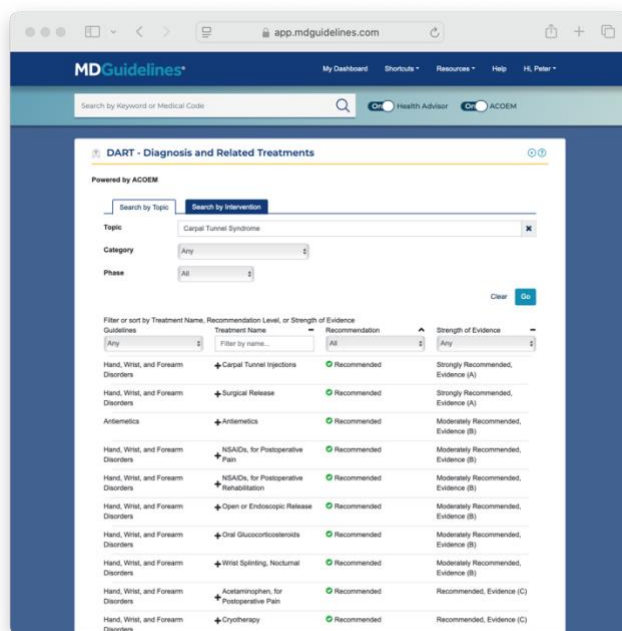 app.mdguidelines.com
MDGuidelines®
My Dashboard Shortcuts Resources Help Hi, Peter
Search by Keyword or Medical Code On Health Advisor On ACOEM
DART - Diagnosis and Related Treatments
Powered by ACOEM
Search by Topic Search by Intervention
Topic Carpal Tunnel Syndrome
Category Any
Phase All
Clear Go
Filter or sort by Treatment Name, Recommendation Level, or Strength of Evidence
Guidelines Treatment Name Recommendation Strength of Evidence
Any Filter by name... All Any
Hand, Wrist, and Forearm Carpal Tunnel Injections Recommended Strongly Recommended,
Disorders Evidence (A)
Hand, Wrist, and Forearm Surgical Release Recommended Strongly Recommended,
Disorders Evidence (A)
Antiemetics Antiemetics Recommended Moderately Recommended,
Evidence (B)
Hand, Wrist, and Forearm NSAIDs, for Postoperative Recommended Moderately Recommended,
Disorders Pain Evidence (B)
Hand, Wrist, and Forearm NSAIDs, for Postoperative Recommended Moderately Recommended,
Disorders Rehabilitation Evidence (B)
Hand, Wrist, and Forearm Open or Endoscopic Release Recommended Moderately Recommended,
Disorders Evidence (B)
Hand, Wrist, and Forearm Oral Glucocorticosteroids Recommended Moderately Recommended,
Disorders Evidence (B)
Hand, Wrist, and Forearm Wrist Splinting, Nocturnal Recommended Moderately Recommended,
Disorders Evidence (B)
Hand, Wrist, and Forearm Acetaminophen, for Recommended Recommended, Evidence (C)
Disorders Postoperative Pain
Hand, Wrist, and Forearm Cryotherapy Recommended Recommended, Evidence (C)
Disorders